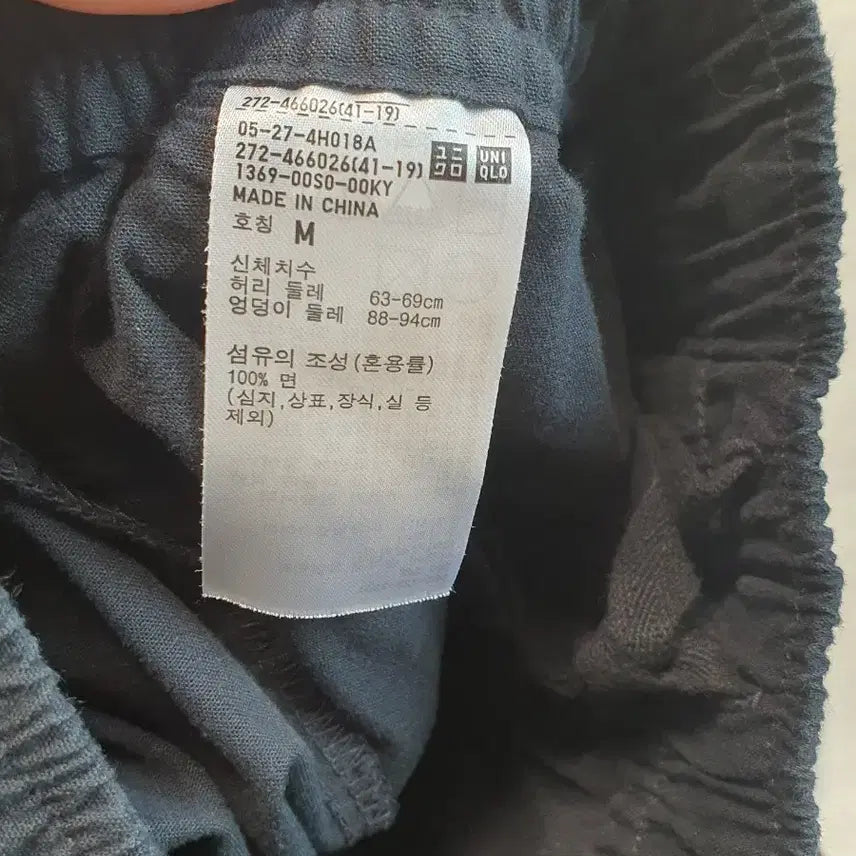 272-466026(41-19)
05-27-4H018A
272-466026(41-19) ユニクロ UNIQLO
1369-00S0-00KY
MADE IN CHINA
호칭 M
신체치수
허리 둘레 63-69cm
엉덩이 둘레 88-94cm
섬유의 조성(혼용률)
100% 면
(심지,상표,장식,실 등
제외)